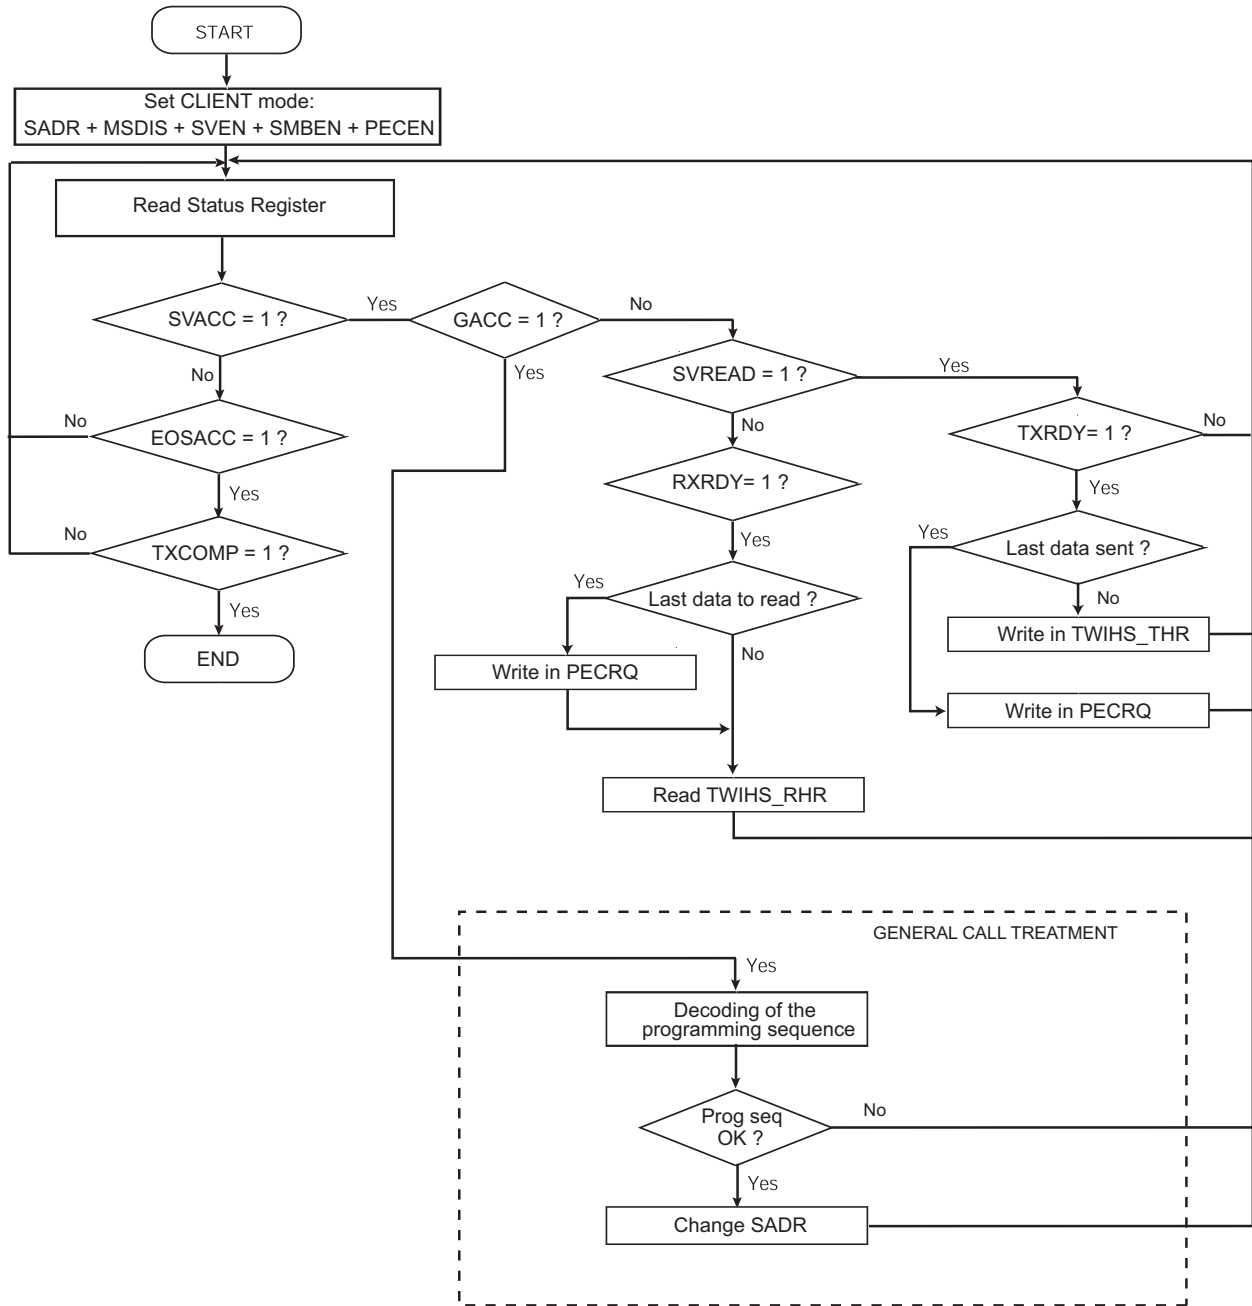 START
Set CLIENT mode:
SADR + MSDIS + SVEN + SMBEN + PECEN
Read Status Register
SVACC = 1 ?
Yes
GACC = 1 ?
No
SVREAD = 1 ?
Yes
No
Yes
TXRDY= 1 ?
No
No
EOSACC = 1 ?
No
RXRDY= 1 ?
Yes
Yes
No
TXCOMP = 1 ?
Yes
Yes
Last data sent ?
Yes
Last data to read ?
No
Yes
Write in TWIHS_THR
END
Write in PECRQ
No
Write in PECRQ
Read TWIHS_RHR
GENERAL CALL TREATMENT
Yes
Decoding of the
programming sequence
Prog seq
OK ?
No
Yes
Change SADR